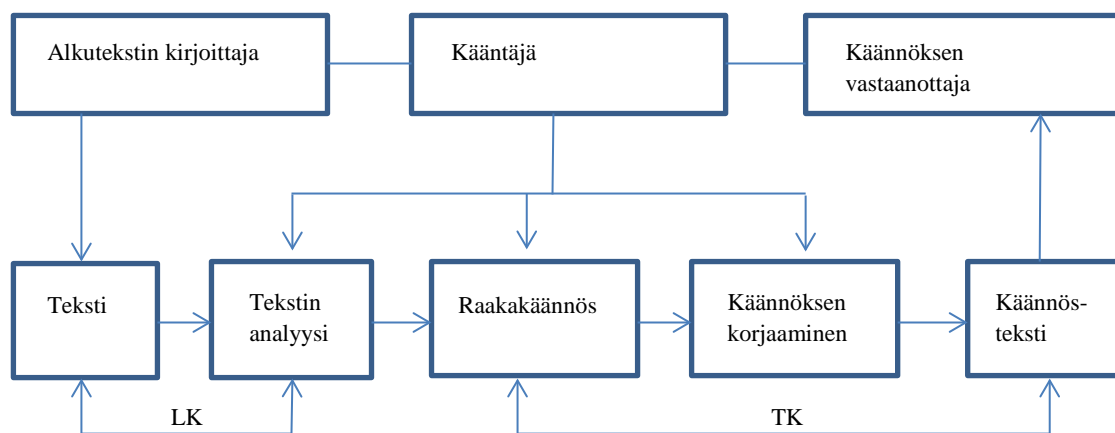 Alkutekstin kirjoittaja
Kääntäjä
Käännöksen
vastaanottaja
Teksti
Tekstin
analyysi
Raakakäännös
Käännöksen
korjaaminen
Käännös-
teksti
LK
TK